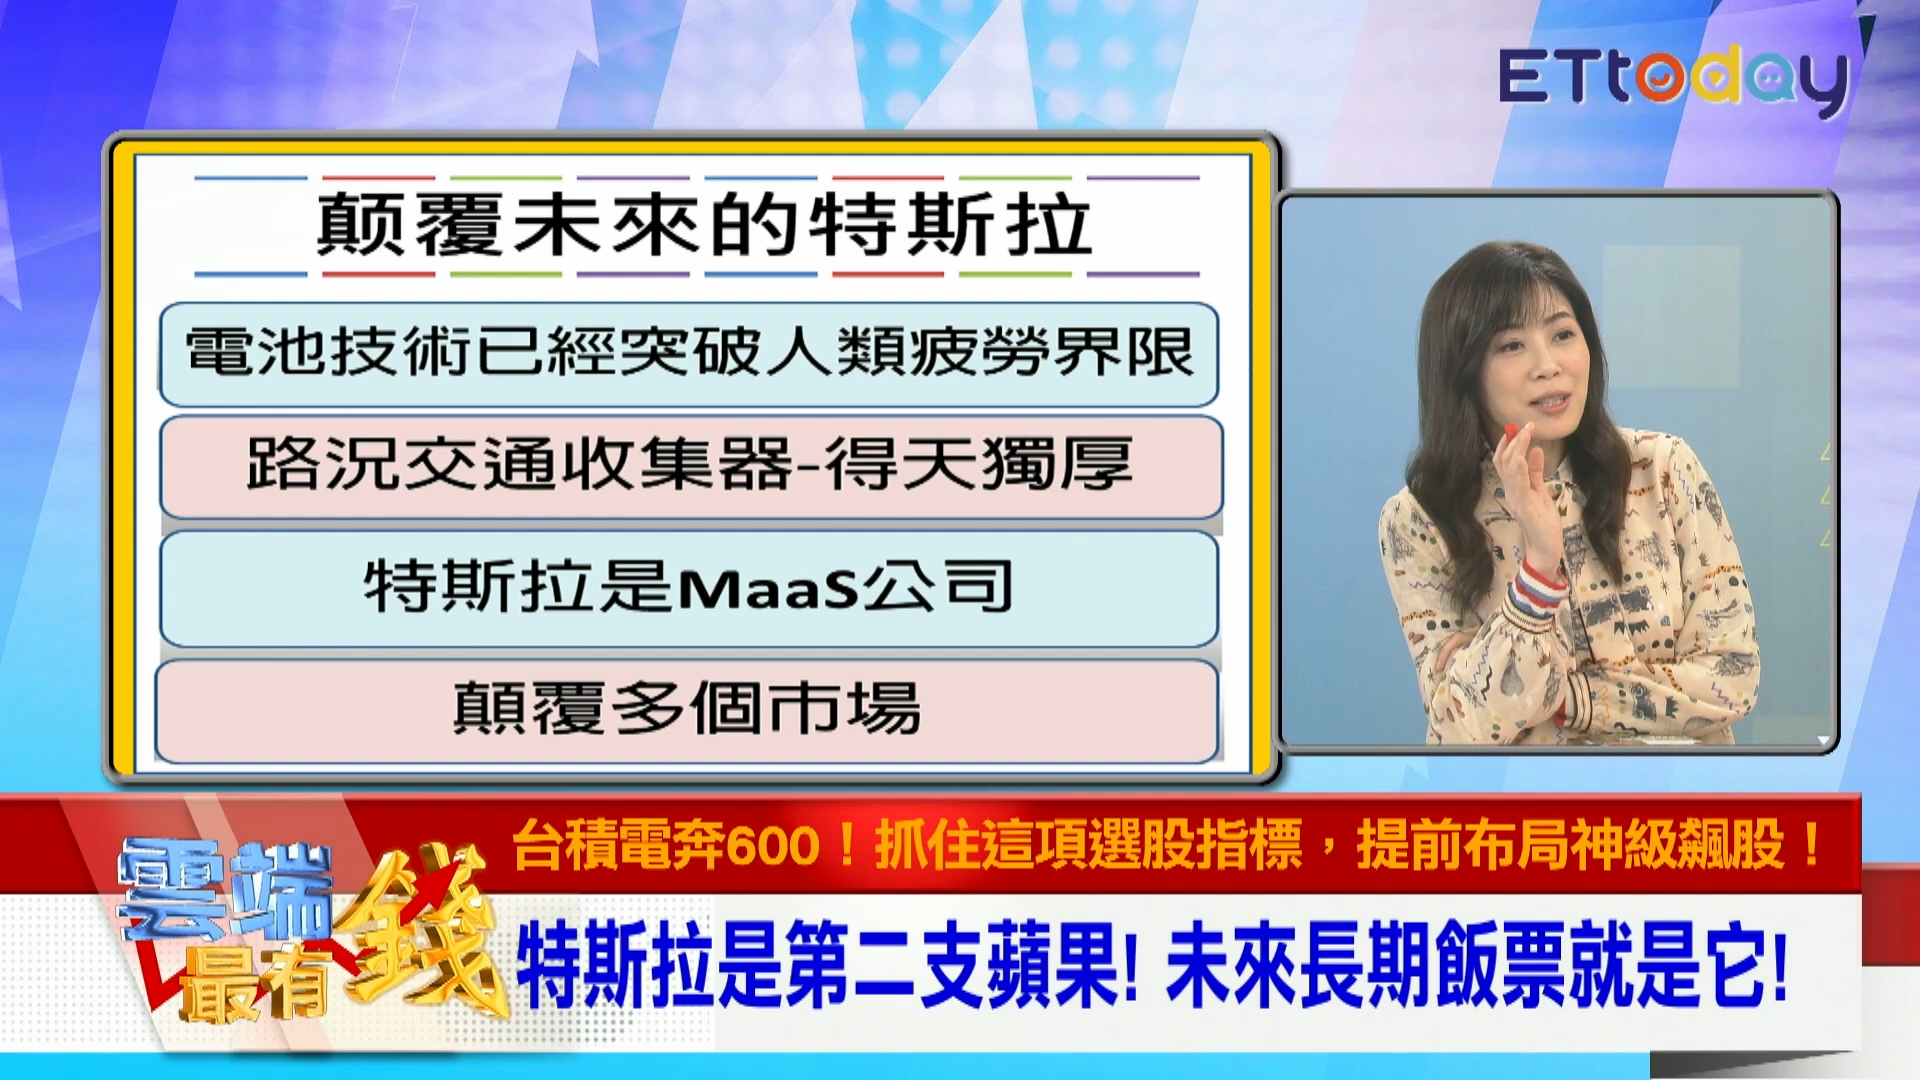 ETtoday
颠覆未來的特斯拉
電池技術已經突破人類疲勞界限
路況交通收集器-得天獨厚
特斯拉是MaaS公司
顛覆多個市場
台積電奔600！抓住這項選股指標，提前布局神級飆股！
雲端最有錢
特斯拉是第二支蘋果! 未來長期飯票就是它!